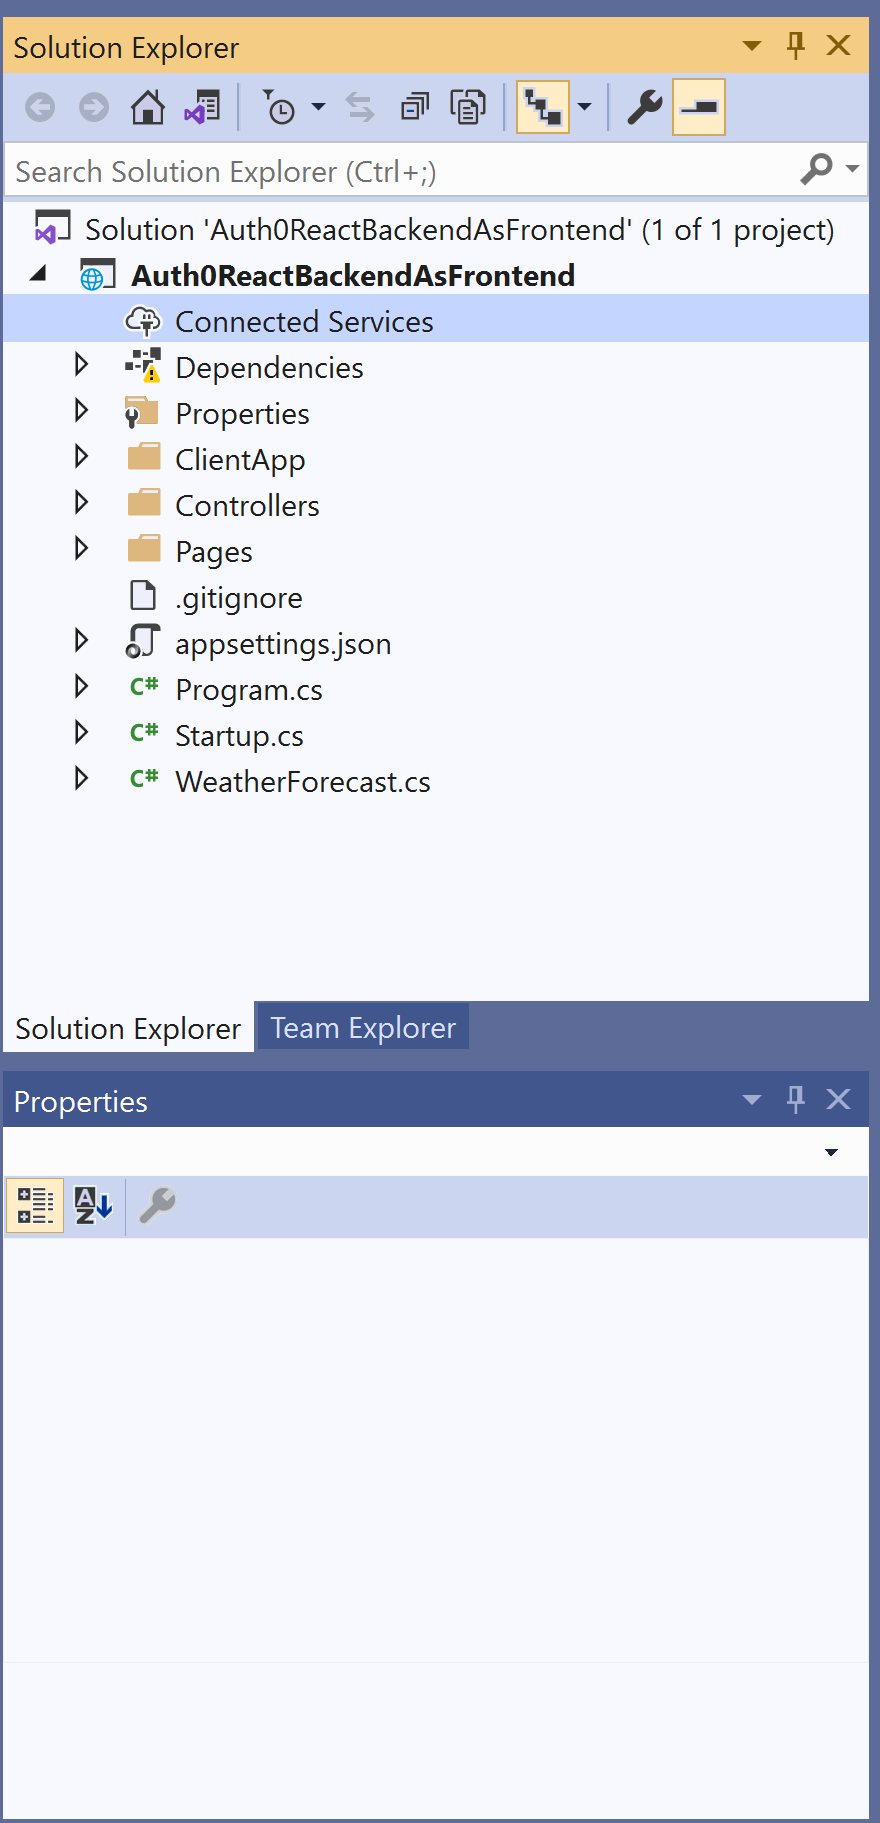 Solution Explorer
Search Solution Explorer (Ctrl+;)
Solution 'Auth0ReactBackendAsFrontend' (1 of 1 project)
Auth0ReactBackendAsFrontend
Connected Services
Dependencies
Properties
ClientApp
Controllers
Pages
.gitignore
appsettings.json
C# Program.cs
C# Startup.cs
C# WeatherForecast.cs
Solution Explorer Team Explorer
Properties
A
Z